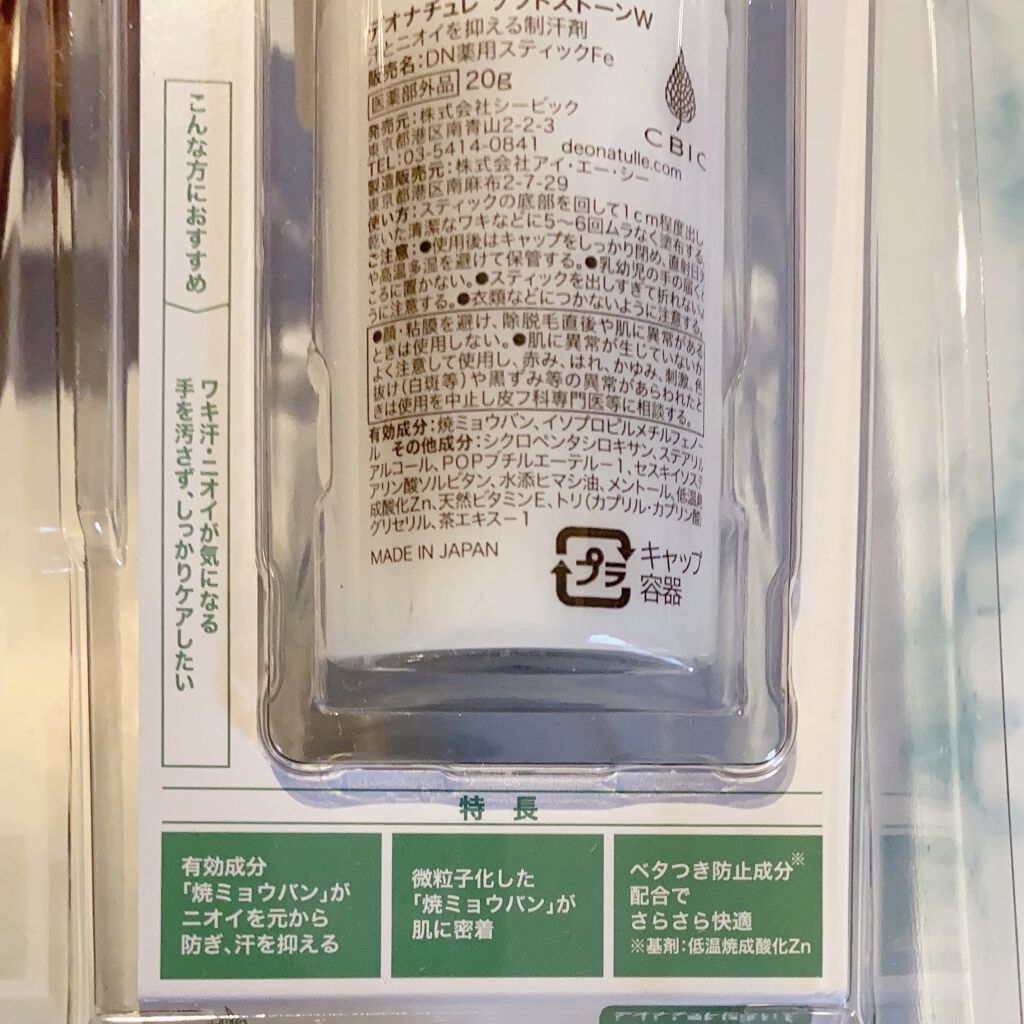 デオナチュレ ソフトストーンW
汗とニオイを抑える制汗剤
販売名:DN薬用スティックFe
医薬部外品 20g
CBIC
発売元:株式会社シービック
東京都港区南青山2-2-3
TEL:03-5414-0841 deonatulle.com
製造販売元:株式会社アイ・エー・シー
東京都港区南麻布2-7-29
使い方:スティックの底部を回して1cm程度出し、
乾いた清潔なワキなどに5〜6回ムラなく塗布する。
ご注意:●使用後はキャップをしっかり閉め、直射日光
や高温多湿を避けて保管する。●乳幼児の手の届くと
ころに置かない。●スティックを出しすぎて折れないよ
うに注意する。●衣類などにつかないように注意する。
●顔・粘膜を避け、除脱毛直後や肌に異常がある
ときは使用しない。●肌に異常が生じていないか
よく注意して使用し、赤み、はれ、かゆみ、刺激、色
抜け(白斑等)や黒ずみ等の異常があらわれたと
きは使用を中止し皮フ科専門医等に相談する。
有効成分:焼ミョウバン、イソプロピルメチルフェノー
ル その他成分:シクロペンタシロキサン、ステアリル
アルコール、POPブチルエーテル-1、セスキイソステ
アリン酸ソルビタン、水添ヒマシ油、メントール、低温焼
成酸化Zn、天然ビタミンE、トリ(カプリル・カプリン酸)
グリセリル、茶エキス-1
MADE IN JAPAN
プラ
キャップ
容器
こんな方におすすめ
ワキ汗・ニオイが気になる
手を汚さず、しっかりケアしたい
特 長
有効成分
「焼ミョウバン」が
ニオイを元から
防ぎ、汗を抑える
微粒子化した
「焼ミョウバン」が
肌に密着
ベタつき防止成分※
配合で
さらさら快適
※基剤:低温焼成酸化Zn